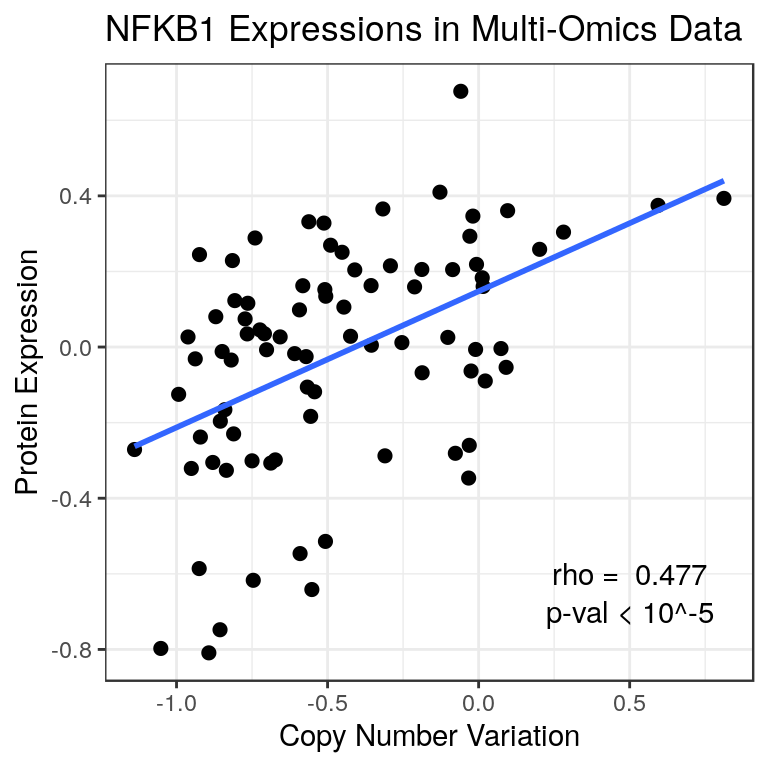 NFKB1 Expressions in Multi-Omics Data
Protein Expression
0.4
0.0
-0.4
-0.8
rho = 0.477
p-val < 10^-5
-1.0 -0.5 0.0 0.5
Copy Number Variation